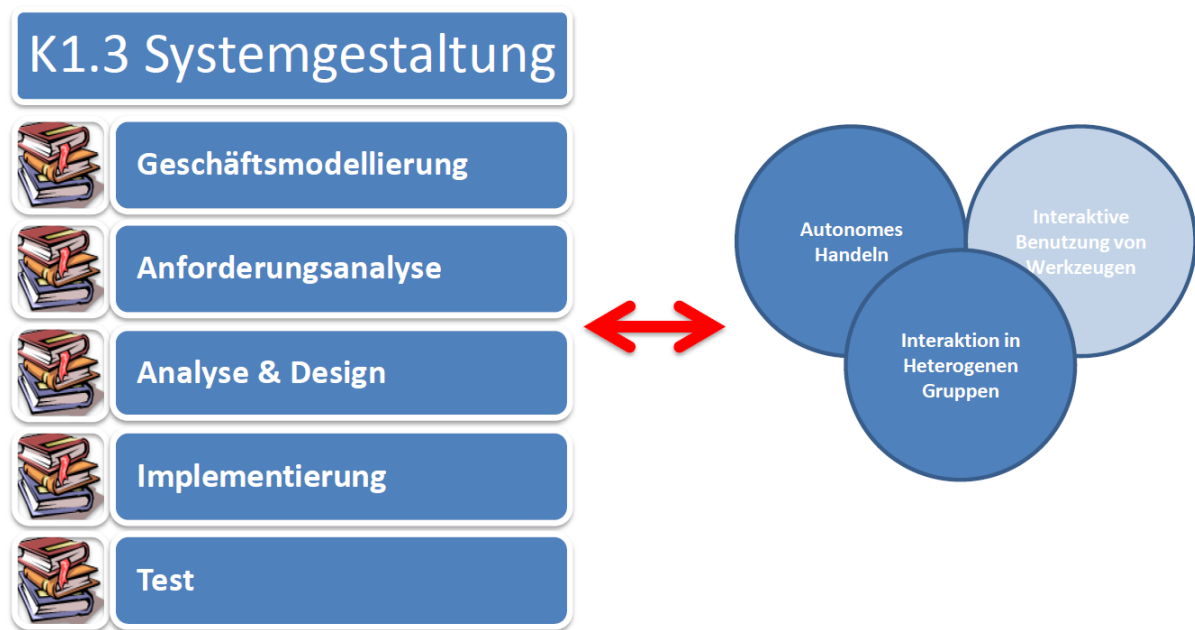 K1.3 Systemgestaltung
Geschäftsmodellierung
Anforderungsanalyse
Analyse & Design
Implementierung
Test
Autonomes
Handeln
Interaktive
Benutzung von
Werkzeugen
Interaktion in
Heterogenen
Gruppen